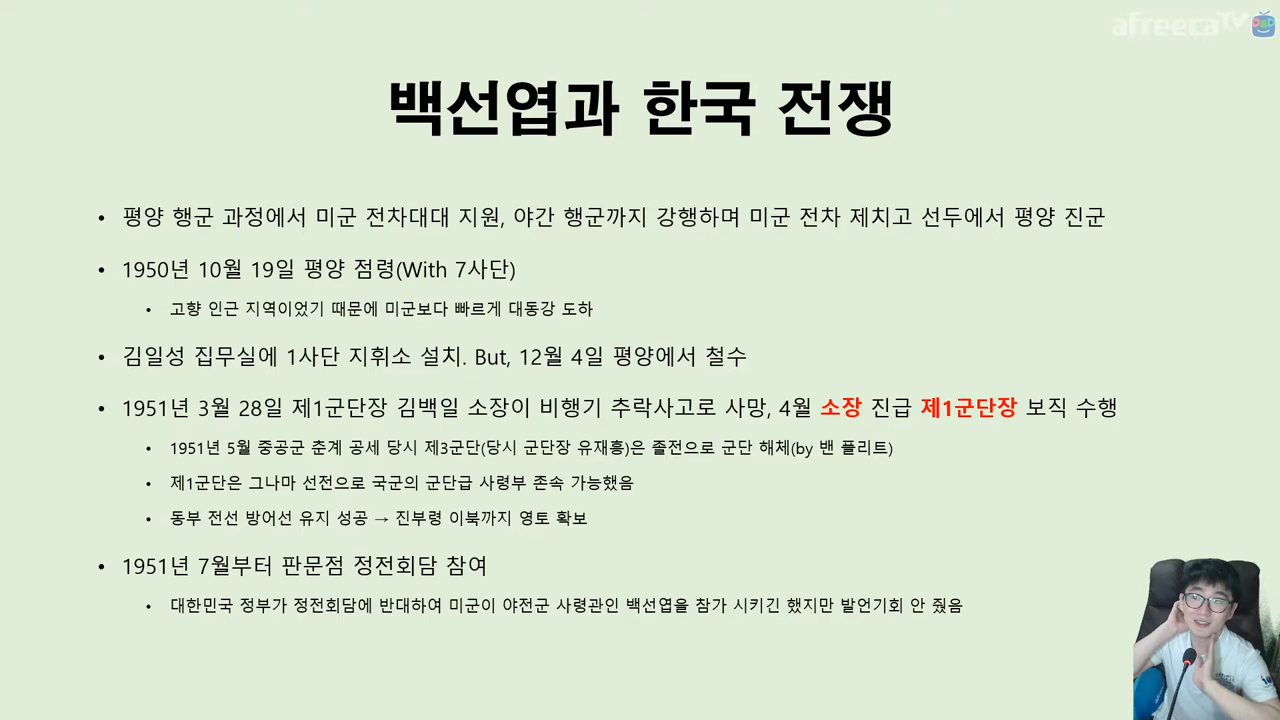 afreecaTV
백선엽과 한국 전쟁
• 평양 행군 과정에서 미군 전차대대 지원, 야간 행군까지 강행하며 미군 전차 제치고 선두에서 평양 진군
• 1950년 10월 19일 평양 점령(With 7사단)
• 고향 인근 지역이었기 때문에 미군보다 빠르게 대동강 도하
• 김일성 집무실에 1사단 지휘소 설치. But, 12월 4일 평양에서 철수
• 1951년 3월 28일 제1군단장 김백일 소장이 비행기 추락사고로 사망, 4월 소장 진급 제1군단장 보직 수행
• 1951년 5월 중공군 춘계 공세 당시 제3군단(당시 군단장 유재흥)은 졸전으로 군단 해체(by 밴 플리트)
• 제1군단은 그나마 선전으로 국군의 군단급 사령부 존속 가능했음
• 동부 전선 방어선 유지 성공 → 진부령 이북까지 영토 확보
• 1951년 7월부터 판문점 정전회담 참여
• 대한민국 정부가 정전회담에 반대하여 미군이 야전군 사령관인 백선엽을 참가 시키긴 했지만 발언기회 안 줬음